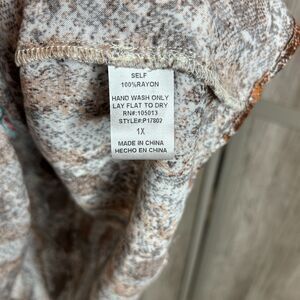 SELF
100%RAYON
HAND WASH ONLY
LAY FLAT TO DRY
RN#:105013
STYLE#:P17802
1X
MADE IN CHINA
HECHO EN CHINA